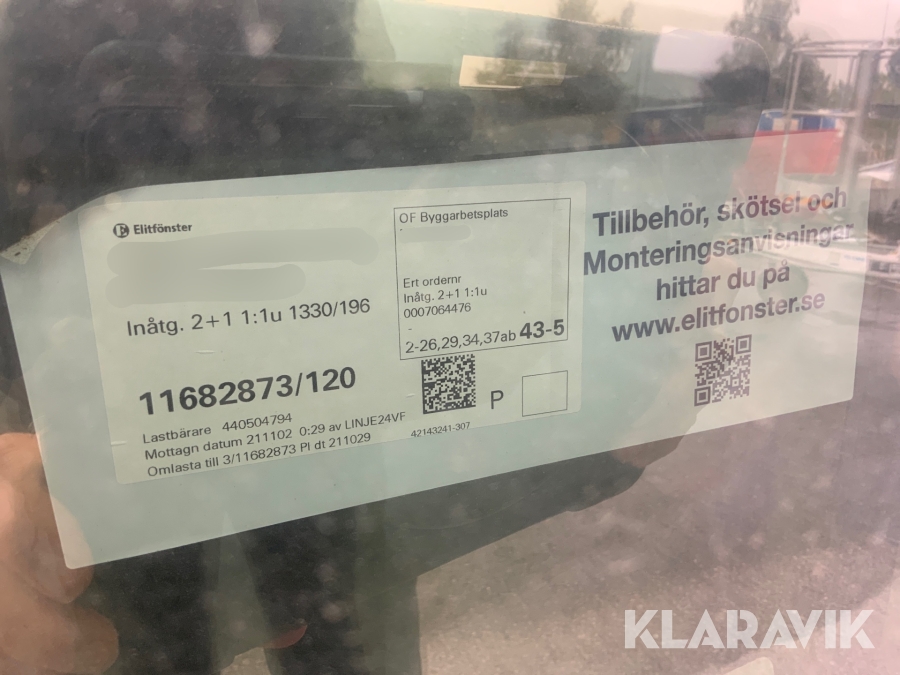 Elitfönster
OF Byggarbetsplats
Ert ordernr
Inåtg. 2+1 1:1u
0007064476
-
2-26,29,34,37ab 43-5
Inåtg. 2+1 1:1u 1330/196
11682873/120
P
Lastbärare 440504794
Mottagn datum 211102 0:29 av LINJE24VF
Omlasta till 3/11682873 Pl dt 211029
42143241-307
Tillbehör, skötsel och
Monteringsanvisningar
hittar du på
www.elitfonster.se
KLARAVIK